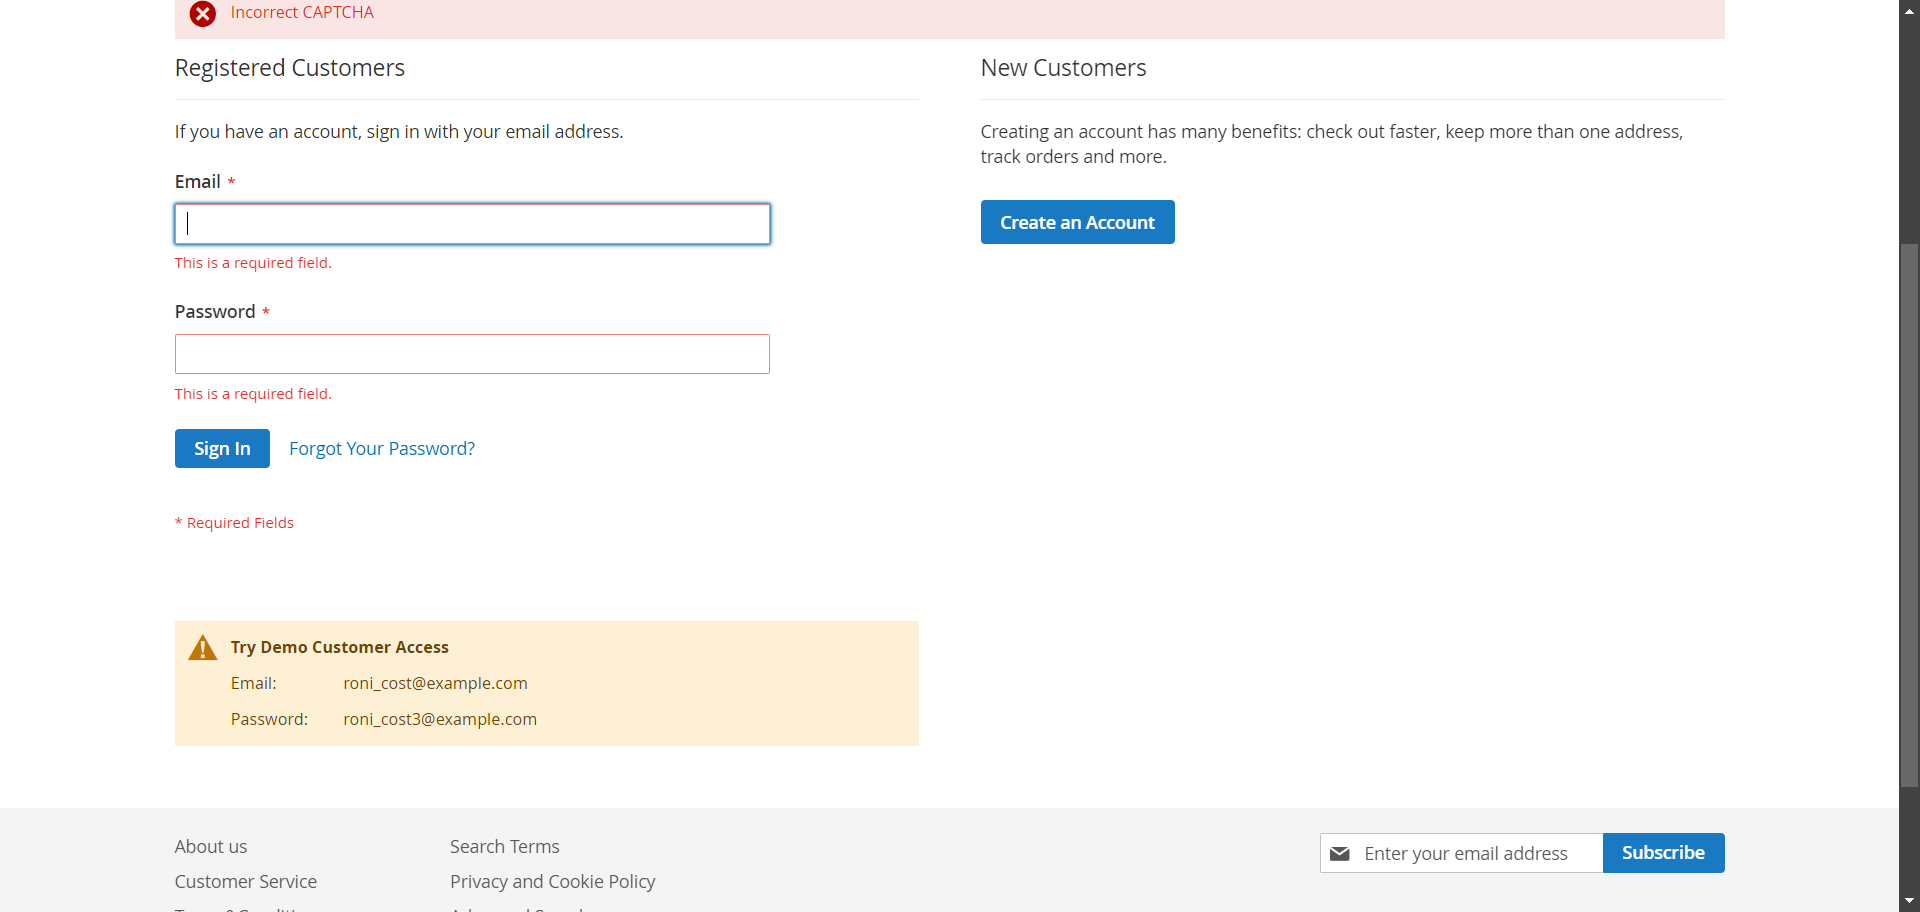 Incorrect CAPTCHA
Registered Customers
If you have an account, sign in with your email address.
Email *
This is a required field.
Password *
This is a required field.
Sign In
Forgot Your Password?
* Required Fields
Try Demo Customer Access
Email: roni_cost@example.com
Password: roni_cost3@example.com
New Customers
Creating an account has many benefits: check out faster, keep more than one address,
track orders and more.
Create an Account
About us
Customer Service
Search Terms
Privacy and Cookie Policy
Enter your email address
Subscribe